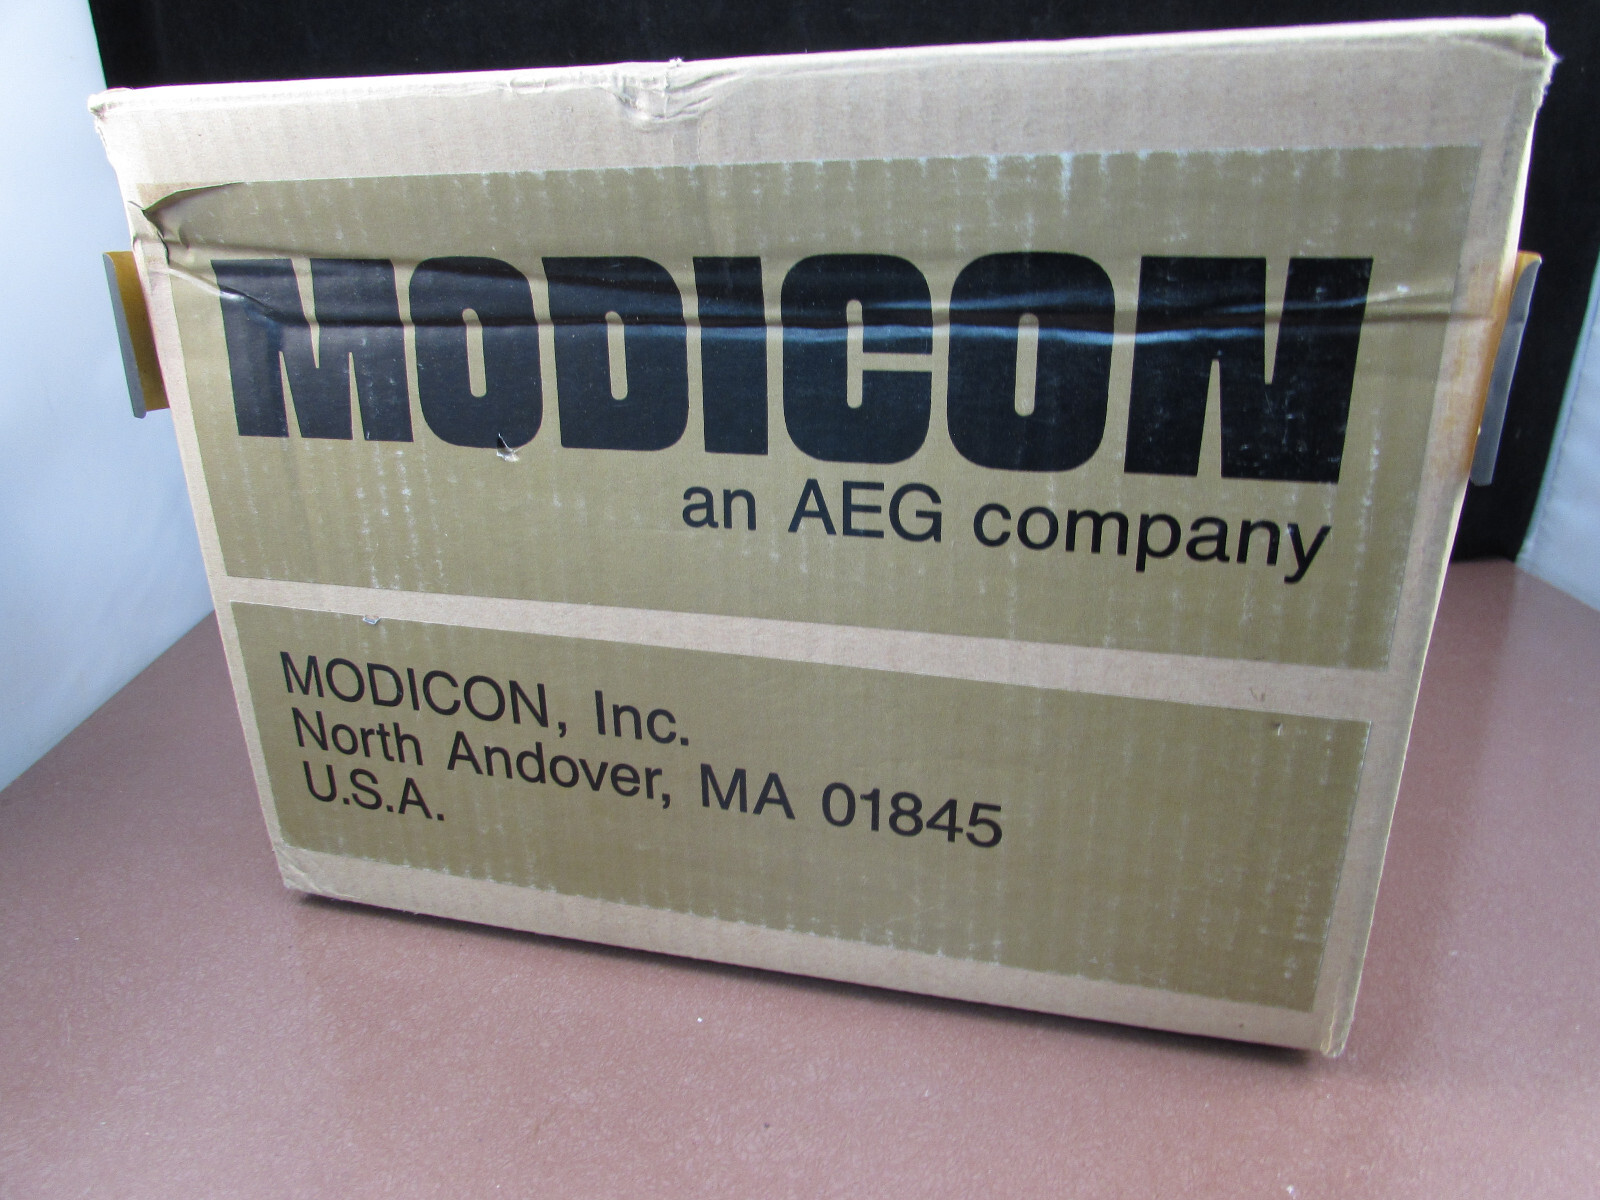 MODICON
an AEG company
MODICON, Inc.
North Andover, MA 01845
U.S.A.